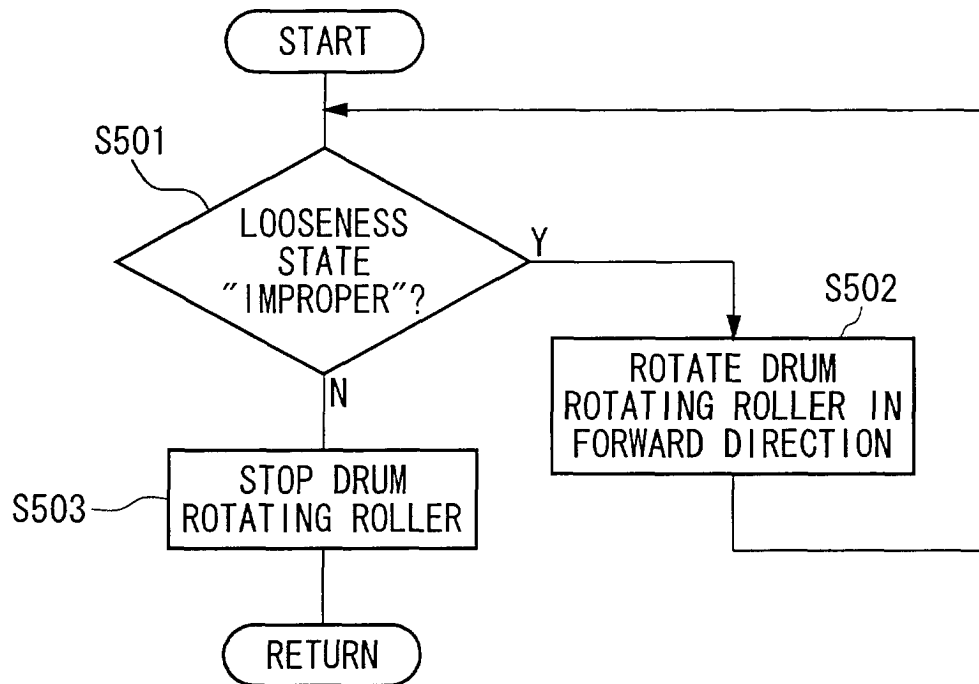 START
S501
LOOSENESS
STATE
"IMPROPER"?
Y
N
S502
ROTATE DRUM
ROTATING ROLLER IN
FORWARD DIRECTION
S503
STOP DRUM
ROTATING ROLLER
RETURN